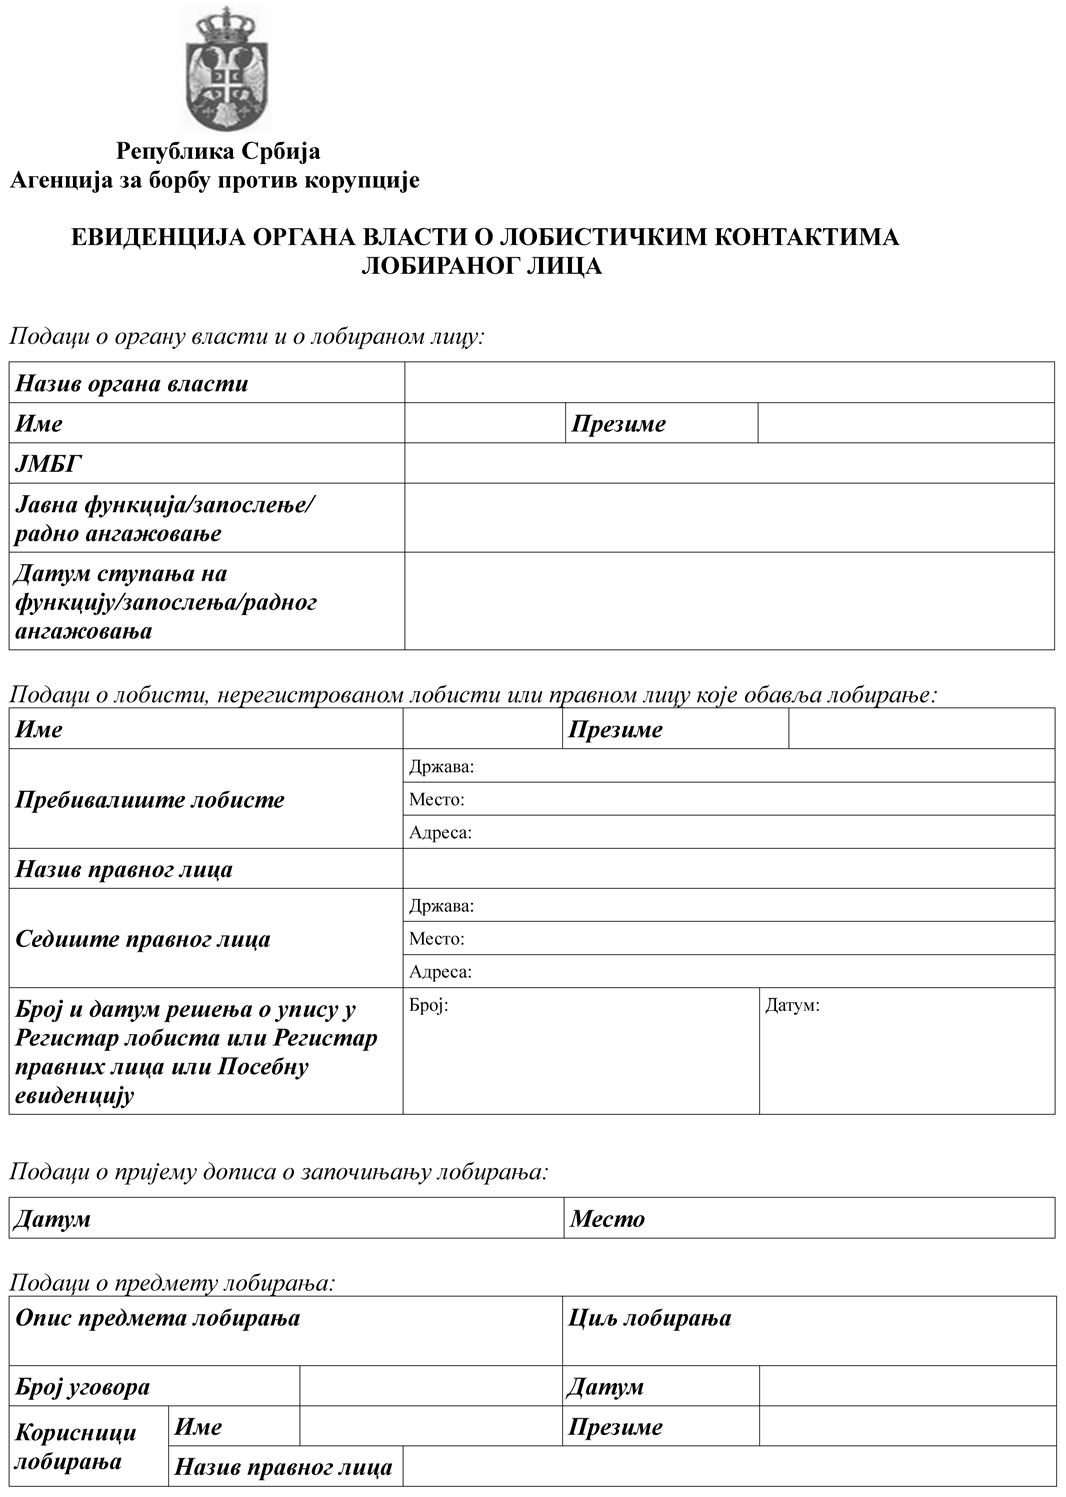 Република Србија
Агенција за борбу против корупције
ЕВИДЕНЦИЈА ОРГАНА ВЛАСТИ О ЛОБИСТИЧКИМ КОНТАКТИМА
ЛОБИРАНОГ ЛИЦА
Подаци о органу власти и о лобираном лицу:
Назив органа власти
Име Презиме
ЈМБГ
Јавна функција/запослење/
радно ангажовање
Датум ступања на
функцију/запослења/радног
ангажовања
Подаци о лобисти, нерегистрованом лобисти или правном лицу које обавља лобирање:
Име Презиме
Пребивалиште лобисте
Држава:
Место:
Адреса:
Назив правног лица
Седиште правног лица
Држава:
Место:
Адреса:
Број и датум решења о упису у
Регистар лобиста или Регистар
правних лица или Посебну
евиденцију
Број: Датум:
Подаци о пријему дописа о започињању лобирања:
Датум Место
Подаци о предмету лобирања:
Опис предмета лобирања Циљ лобирања
Број уговора Датум
Корисници
лобирања
Име Презиме
Назив правног лица